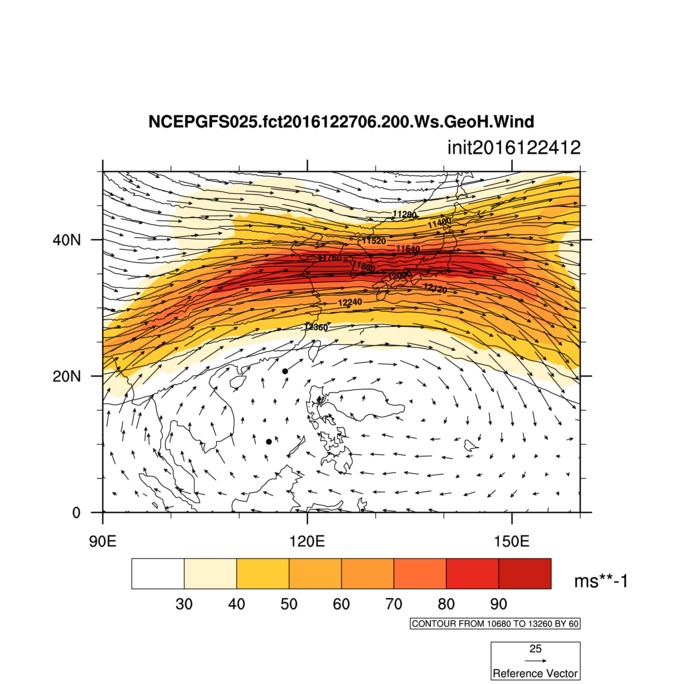 NCEPGFS025.fct2016122706.200.Ws.GeoH.Wind
init2016122412
11280
11400
40N
11520
11640
11760
11880
12000
12120
12240
12360
20N
0
90E 120E 150E
ms**-1
30 40 50 60 70 80 90
CONTOUR FROM 10680 TO 13260 BY 60
25
Reference Vector